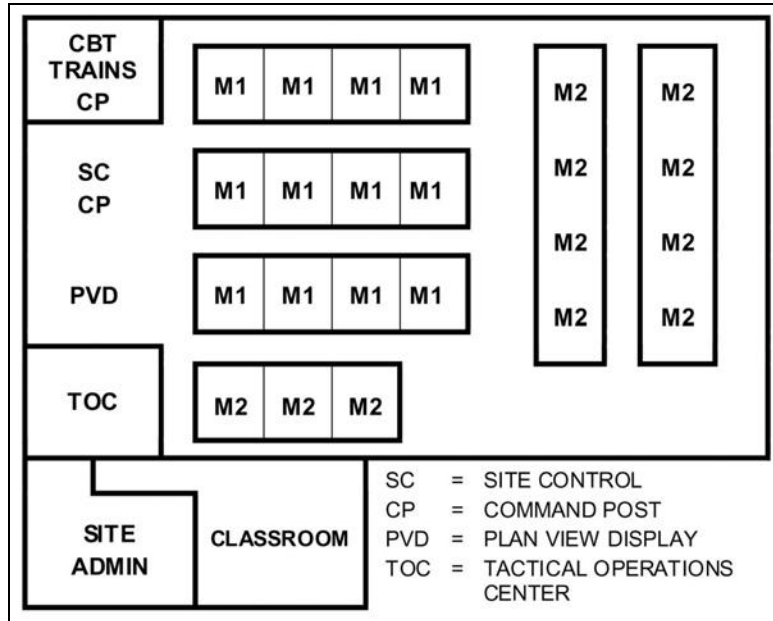 CBT
TRAINS
CP
M1 M1 M1 M1
M2 M2
SC
CP
M1 M1 M1 M1
M2 M2
PVD
M1 M1 M1 M1
M2 M2
M2 M2
TOC
M2 M2 M2
SITE
ADMIN
CLASSROOM
SC = SITE CONTROL
CP = COMMAND POST
PVD = PLAN VIEW DISPLAY
TOC = TACTICAL OPERATIONS
CENTER